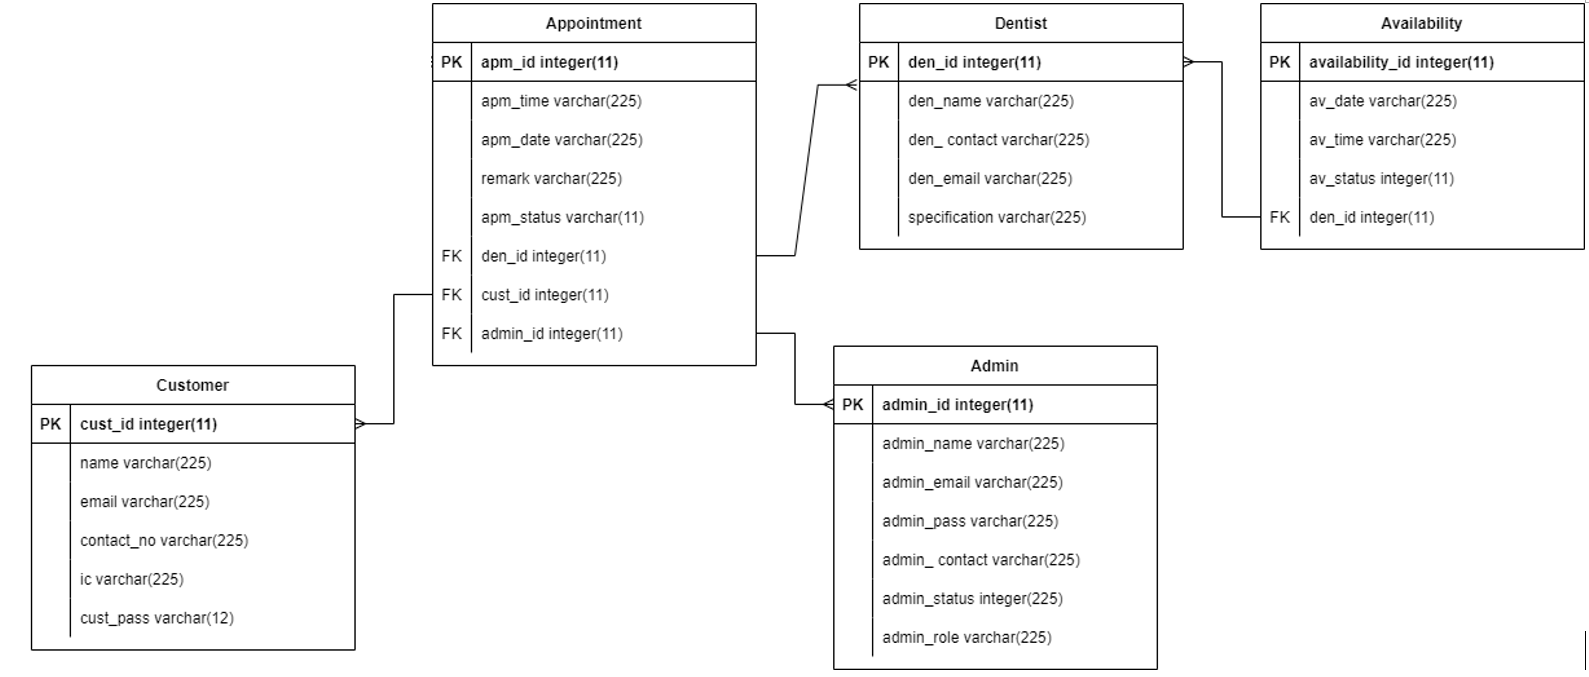 Appointment
PK apm_id integer(11)
apm_time varchar(225)
apm_date varchar(225)
remark varchar(225)
apm_status varchar(11)
FK den_id integer(11)
FK cust_id integer(11)
FK admin_id integer(11)
Dentist
PK den_id integer(11)
den_name varchar(225)
den_ contact varchar(225)
den_email varchar(225)
specification varchar(225)
Availability
PK availability_id integer(11)
av_date varchar(225)
av_time varchar(225)
av_status integer(11)
FK den_id integer(11)
Customer
PK cust_id integer(11)
name varchar(225)
email varchar(225)
contact_no varchar(225)
ic varchar(225)
cust_pass varchar(12)
Admin
PK admin_id integer(11)
admin_name varchar(225)
admin_email varchar(225)
admin_pass varchar(225)
admin_ contact varchar(225)
admin_status integer(225)
admin_role varchar(225)